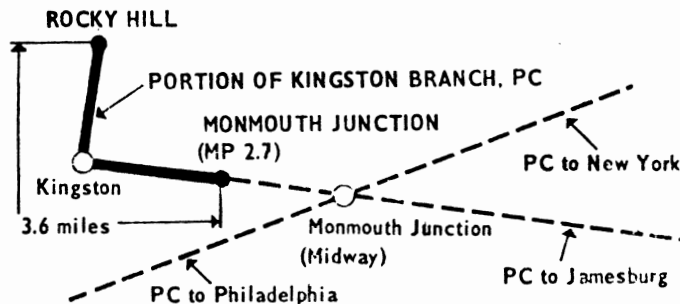 ROCKY HILL
PORTION OF KINGSTON BRANCH, PC
MONMOUTH JUNCTION
(MP 2.7)
PC to New York
Kingston
3.6 miles
Monmouth Junction
(Midway)
PC to Jamesburg
PC to Philadelphia